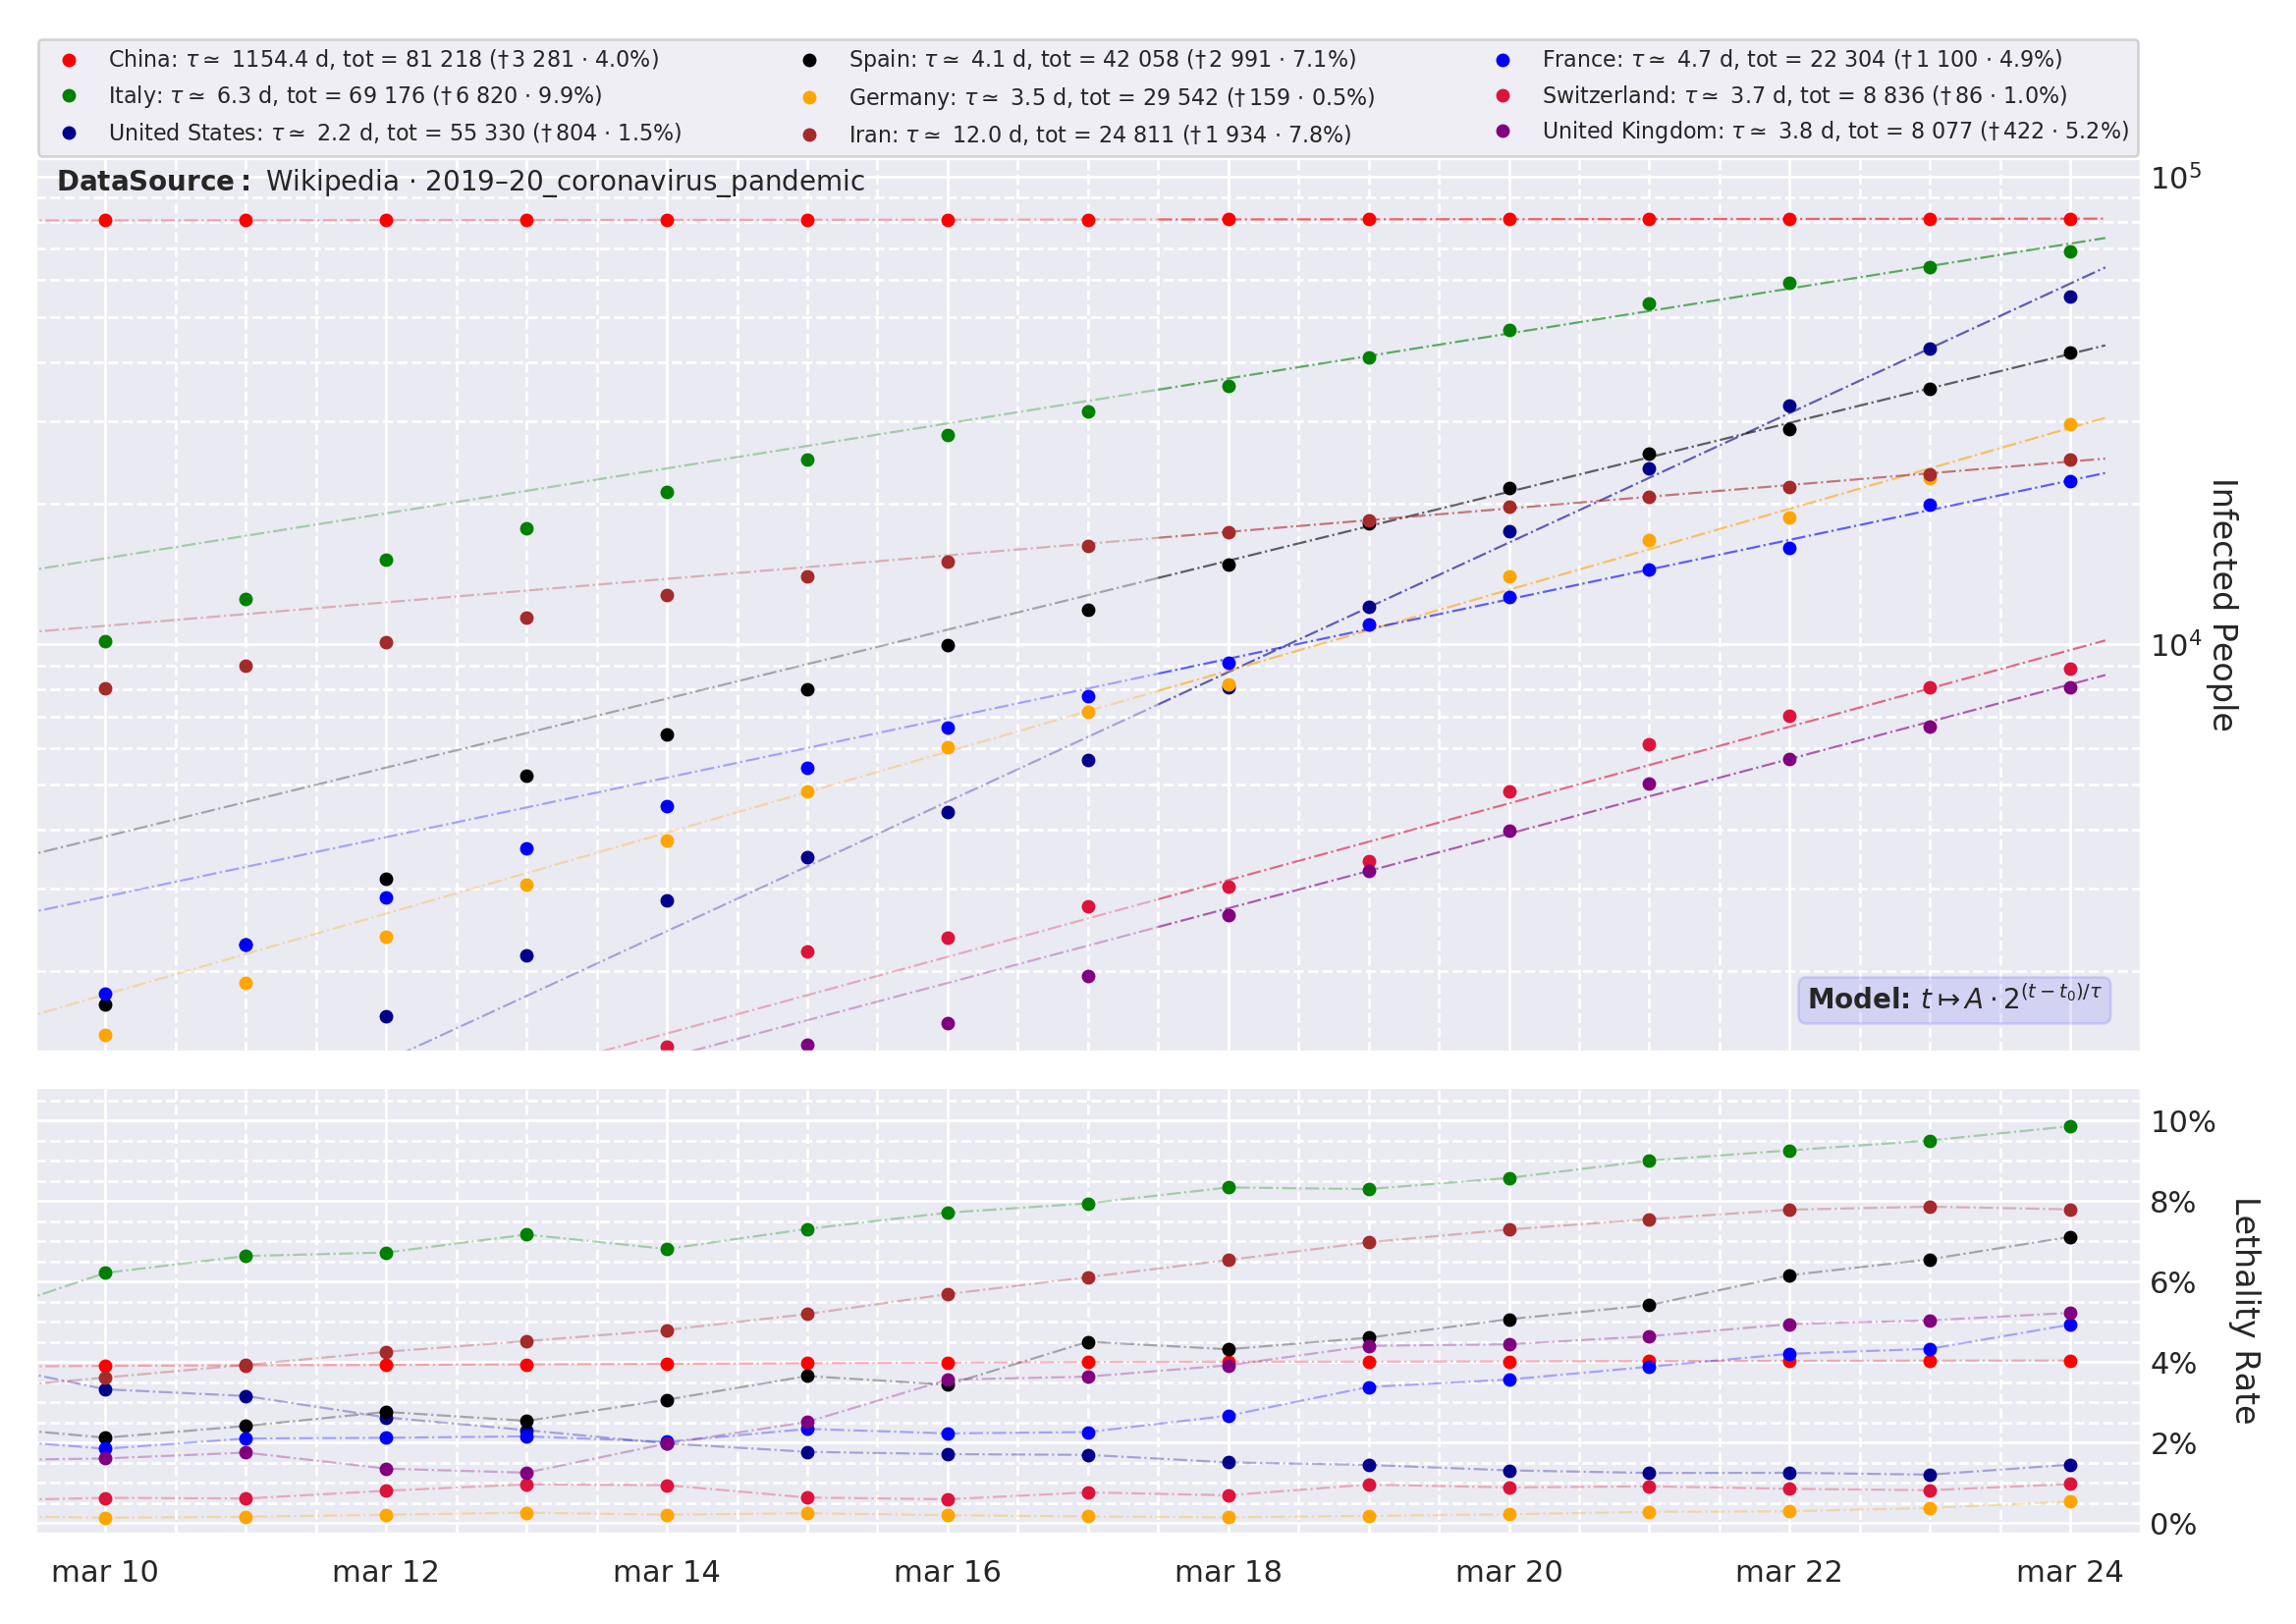 China: τ ≃ 1154.4 d, tot = 81 218 (†3 281 · 4.0%)
Italy: τ ≃ 6.3 d, tot = 69 176 (†6 820 · 9.9%)
United States: τ ≃ 2.2 d, tot = 55 330 (†804 · 1.5%)
Spain: τ ≃ 4.1 d, tot = 42 058 (†2 991 · 7.1%)
Germany: τ ≃ 3.5 d, tot = 29 542 (†159 · 0.5%)
Iran: τ ≃ 12.0 d, tot = 24 811 (†1 934 · 7.8%)
France: τ ≃ 4.7 d, tot = 22 304 (†1 100 · 4.9%)
Switzerland: τ ≃ 3.7 d, tot = 8 836 (†86 · 1.0%)
United Kingdom: τ ≃ 3.8 d, tot = 8 077 (†422 · 5.2%)
DataSource: Wikipedia · 2019–20_coronavirus_pandemic
10⁵
10⁴
Infected People
Model: t ↦ A · 2^{(t − t₀)/τ}
10%
8%
6%
4%
2%
0%
Lethality Rate
mar 10 mar 12 mar 14 mar 16 mar 18 mar 20 mar 22 mar 24